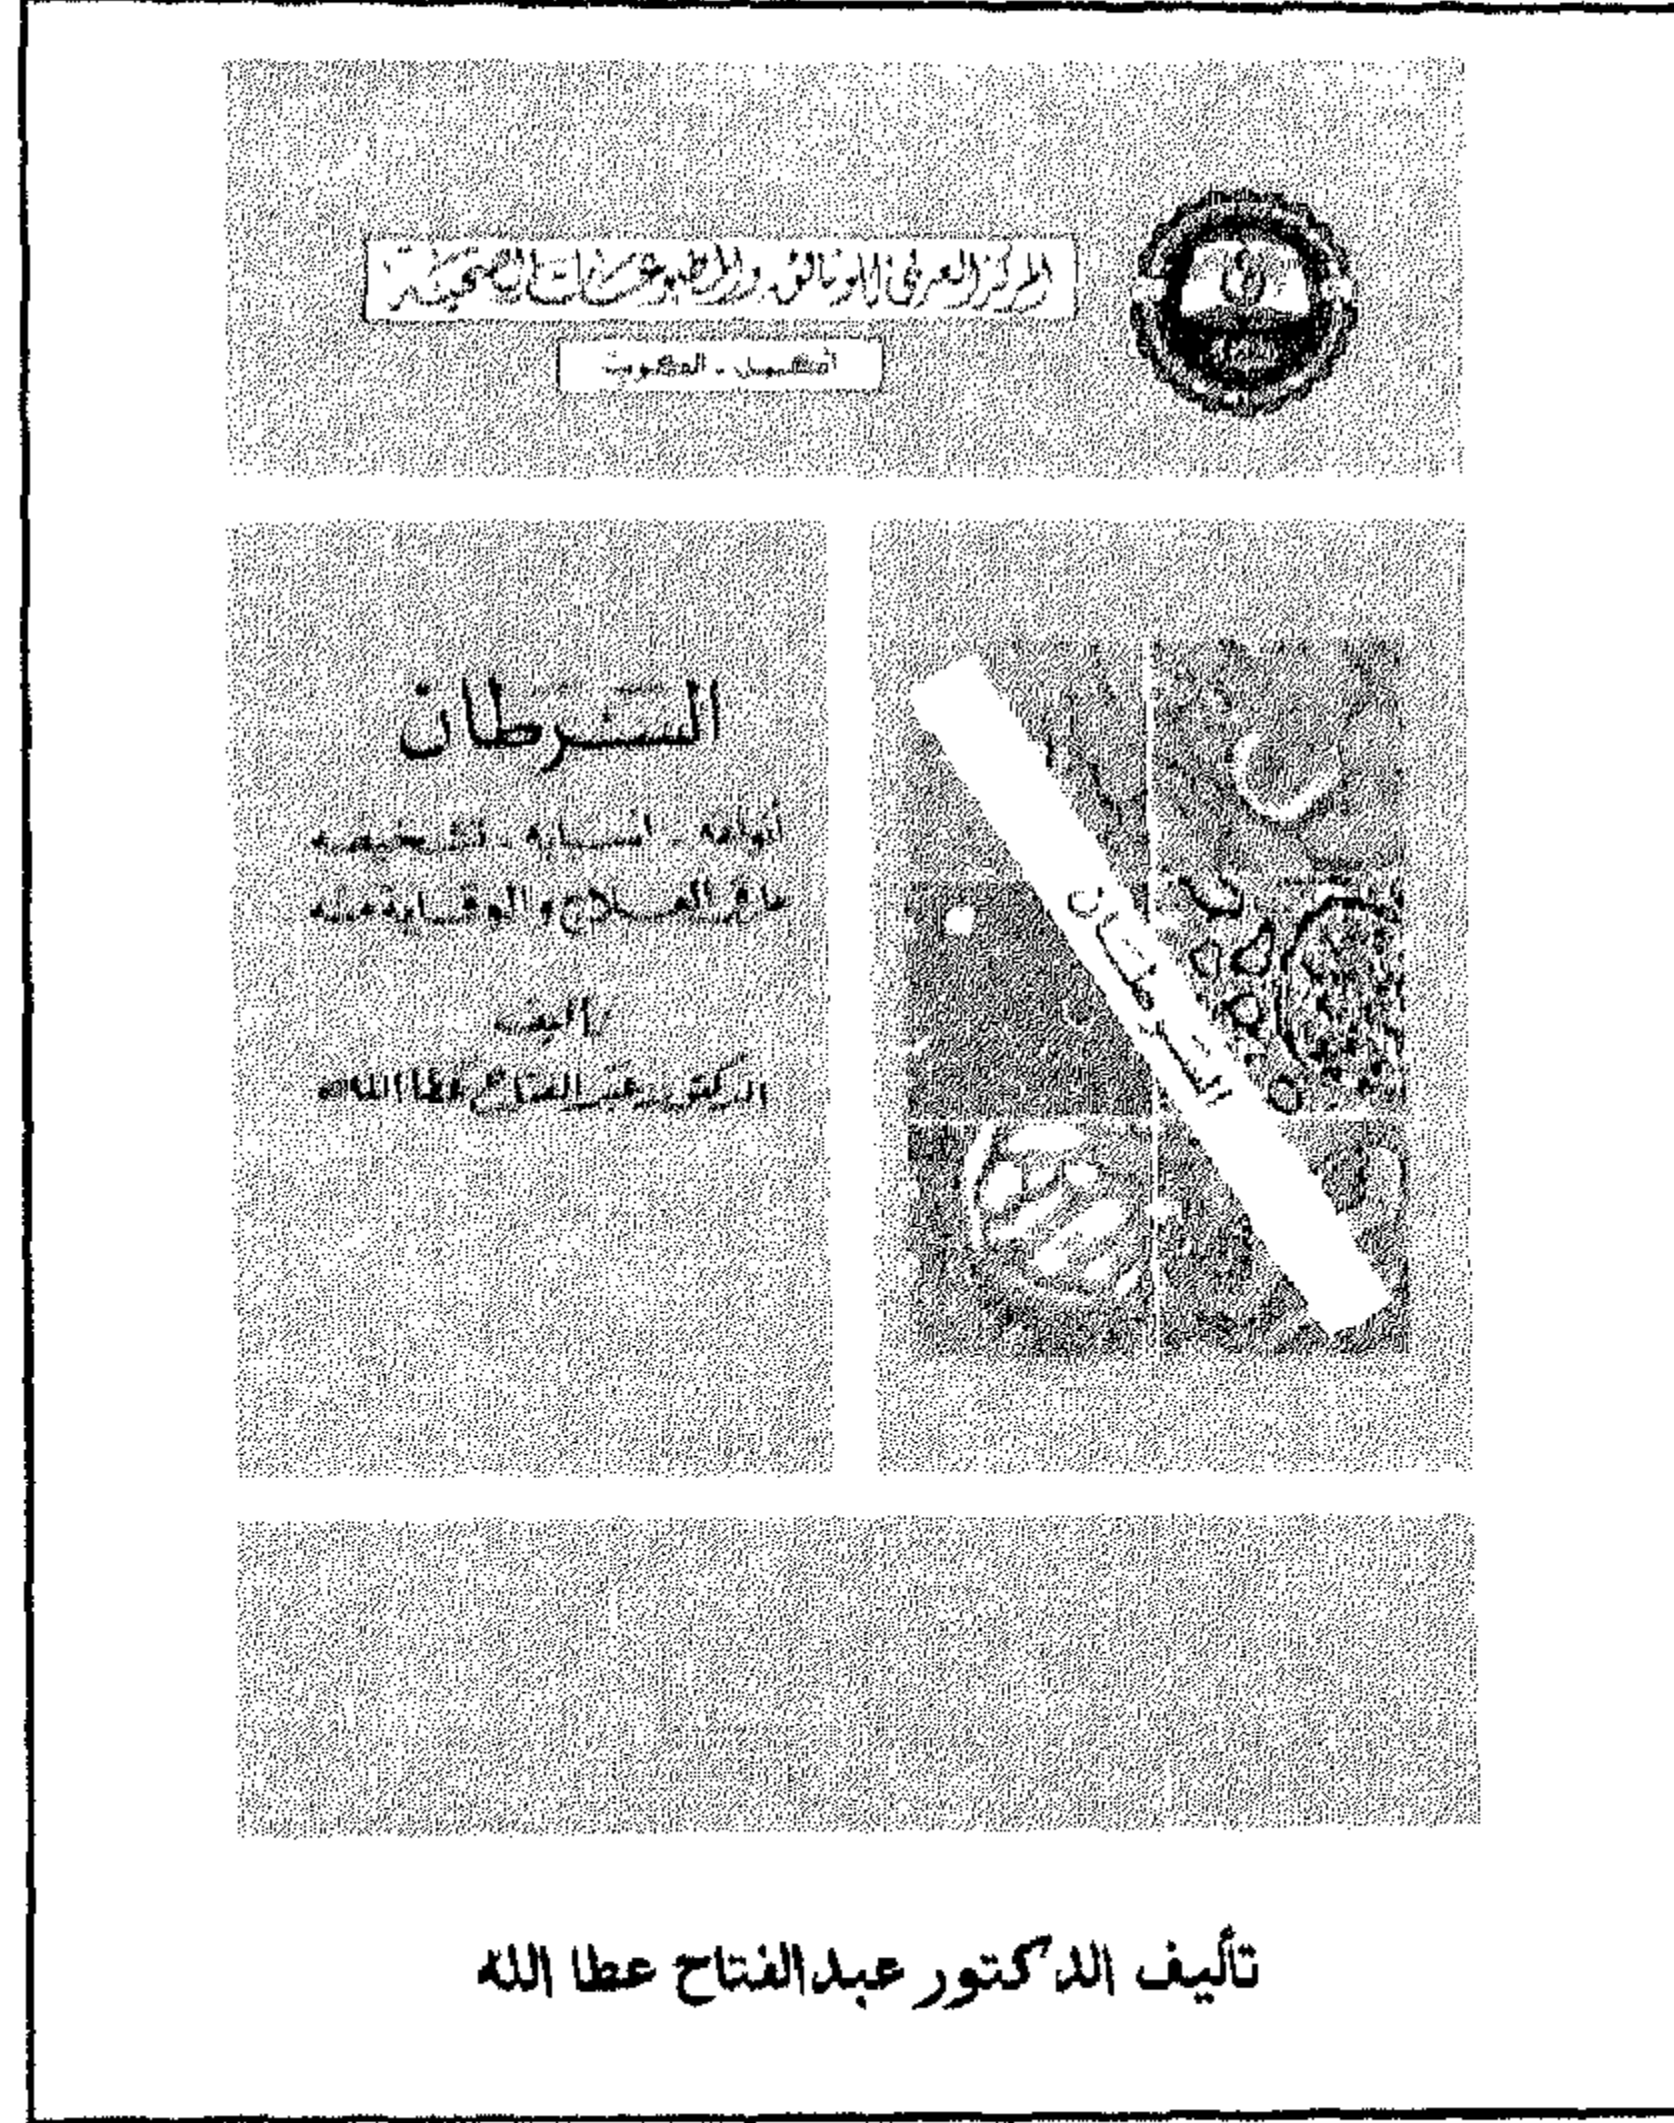 المركز العربي للوثائق والمطبوعات الصحية
السرطان
أنواعه - أسبابه - تشخيصه
طرق العلاج والوقاية منه
تأليف
الدكتور عبد الفتاح عطا الله
السرطان
تأليف الدكتور عبدالفتاح عطا الله